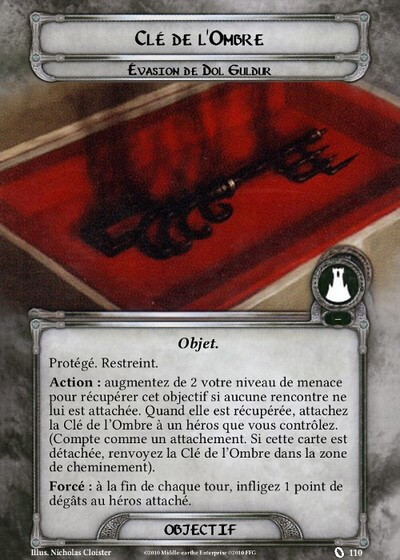 Clé de l'Ombre
Évasion de Dol Guldur
Objet.
Protégé. Restreint.
Action : augmentez de 2 votre niveau de menace
pour récupérer cet objectif si aucune rencontre ne
lui est attachée. Quand elle est récupérée, attachez
la Clé de l'Ombre à un héros que vous contrôlez.
(Compte comme un attachement. Si cette carte est
détachée, renvoyez la Clé de l'Ombre dans la zone
de cheminement).
Forcé : à la fin de chaque tour, infligez 1 point de
dégâts au héros attaché.
OBJECTIF
Illus. Nicholas Cloister
©2010 Middle-earth Enterprise ©2010 FFG
110